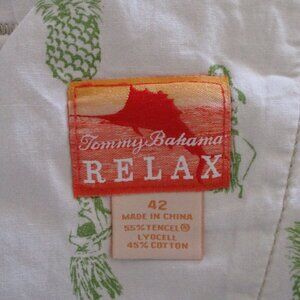 Tommy Bahama
RELAX
42
MADE IN CHINA
55% TENCEL®
LYOCELL
45% COTTON